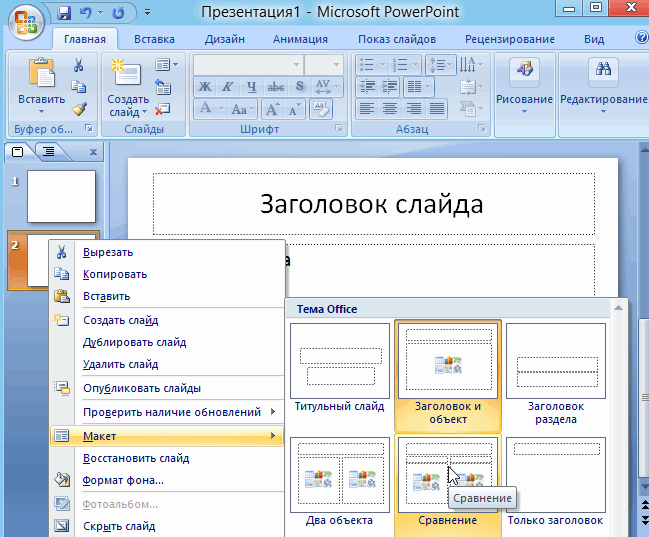 Презентация1 - Microsoft PowerPoint
Главная Вставка Дизайн Анимация Показ слайдов Рецензирование Вид
Вставить
Создать слайд
Ж К Ч abc S AV
A Aa A A
Рисование
Редактирование
Буфер об... Слайды Шрифт Абзац
1
2
Заголовок слайда
а
Вырезать
Копировать
Вставить
Создать слайд
Дублировать слайд
Удалить слайд
Опубликовать слайды
Проверить наличие обновлений
Макет
Восстановить слайд
Формат фона...
Фотоальбом...
Скрыть слайд
Тема Office
Титульный слайд
Заголовок и объект
Заголовок раздела
Два объекта
Сравнение
Только заголовок
Сравнение